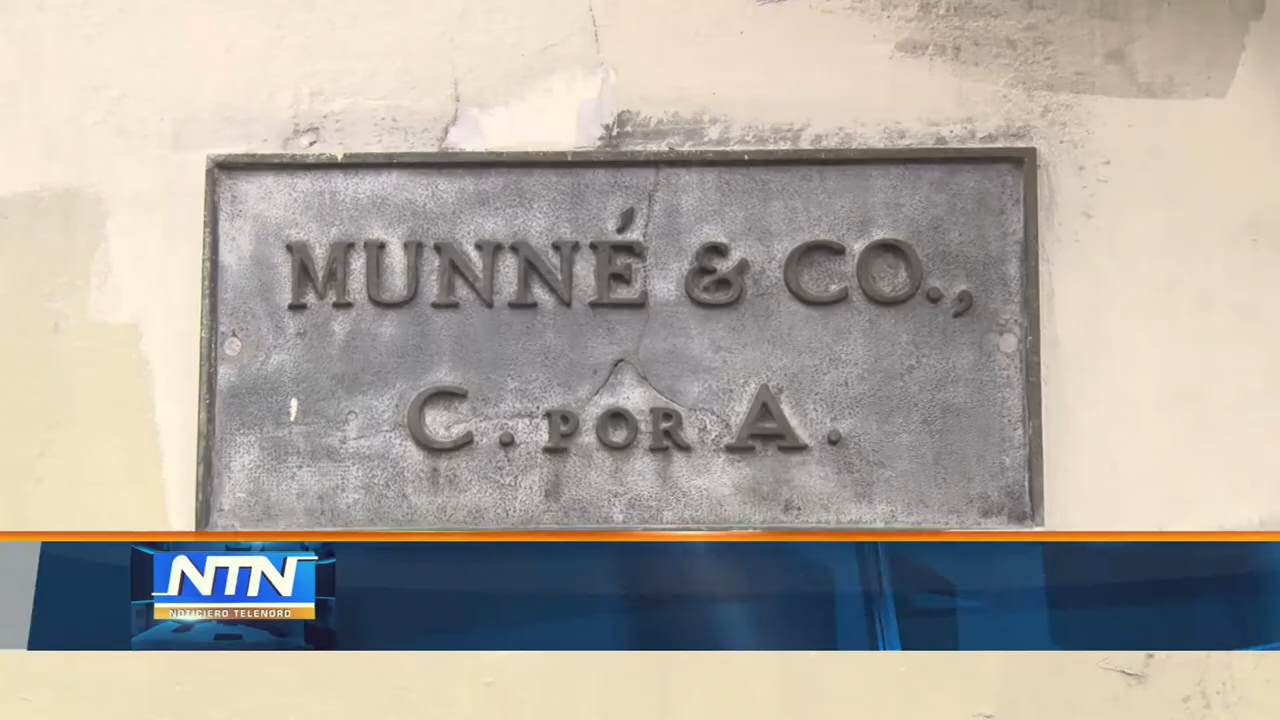 MUNNÉ & CO.,
C. POR A.
NTN
NOTICIERO TELENORD